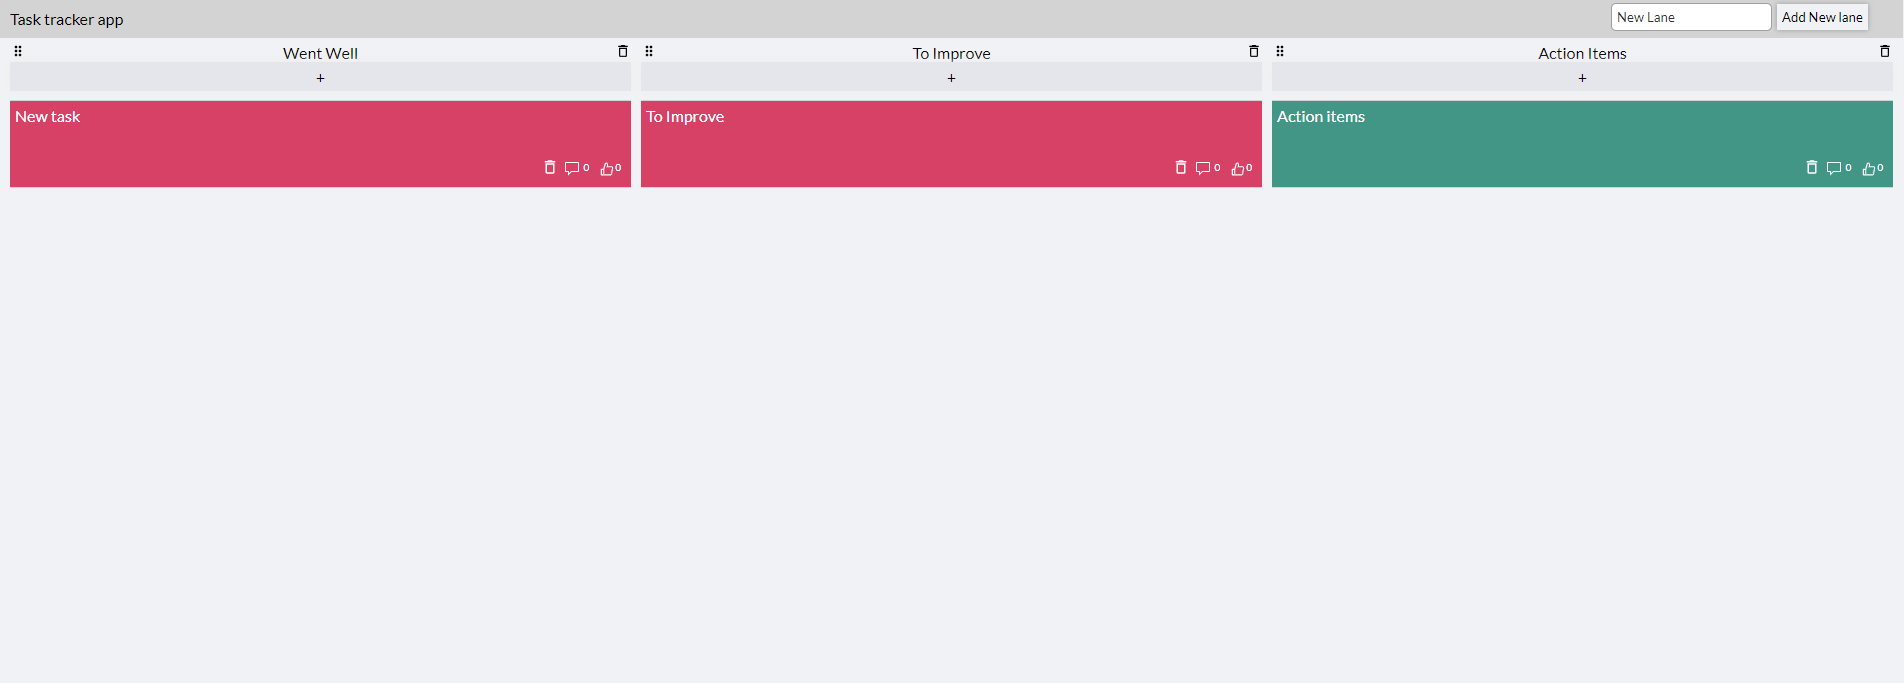 Task tracker app
New Lane
Add New lane
Went Well
To Improve
Action Items
+
+
+
New task
To Improve
Action items
0 0
0 0
0 0